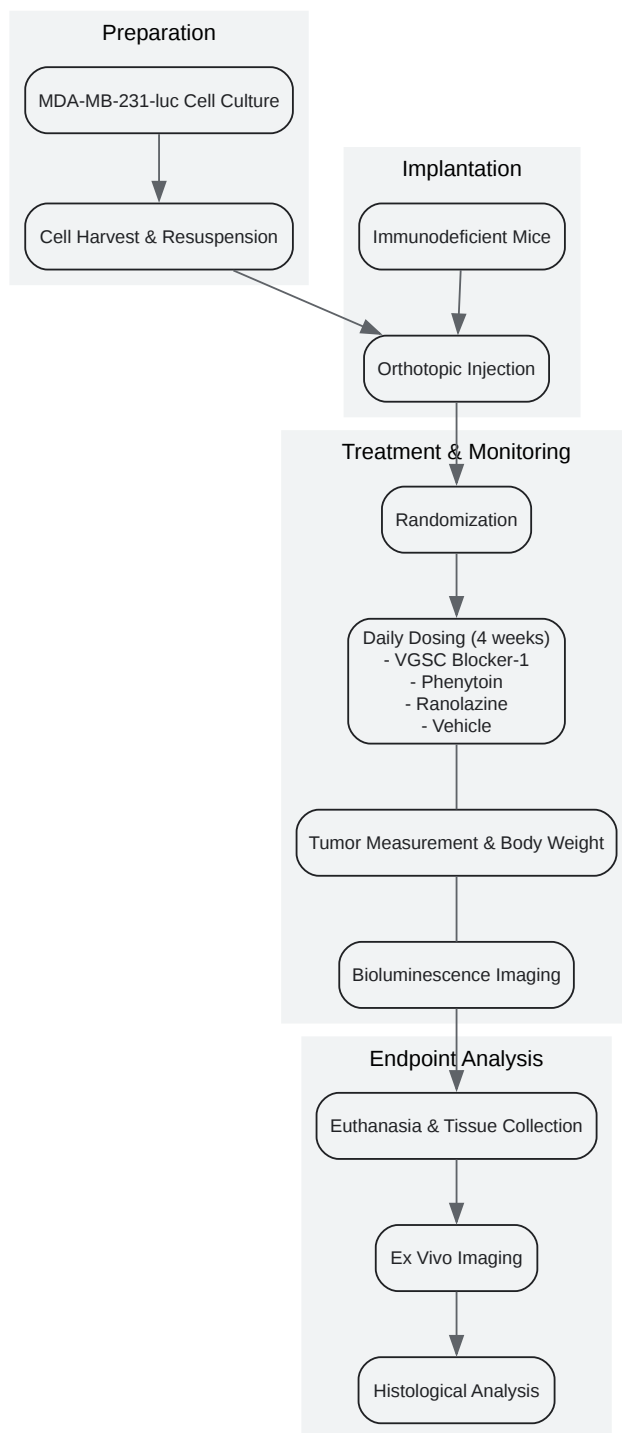 Preparation
MDA-MB-231-luc Cell Culture
Cell Harvest & Resuspension
Implantation
Immunodeficient Mice
Orthotopic Injection
Treatment & Monitoring
Randomization
Daily Dosing (4 weeks)
- VGSC Blocker-1
- Phenytoin
- Ranolazine
- Vehicle
Tumor Measurement & Body Weight
Bioluminescence Imaging
Endpoint Analysis
Euthanasia & Tissue Collection
Ex Vivo Imaging
Histological Analysis